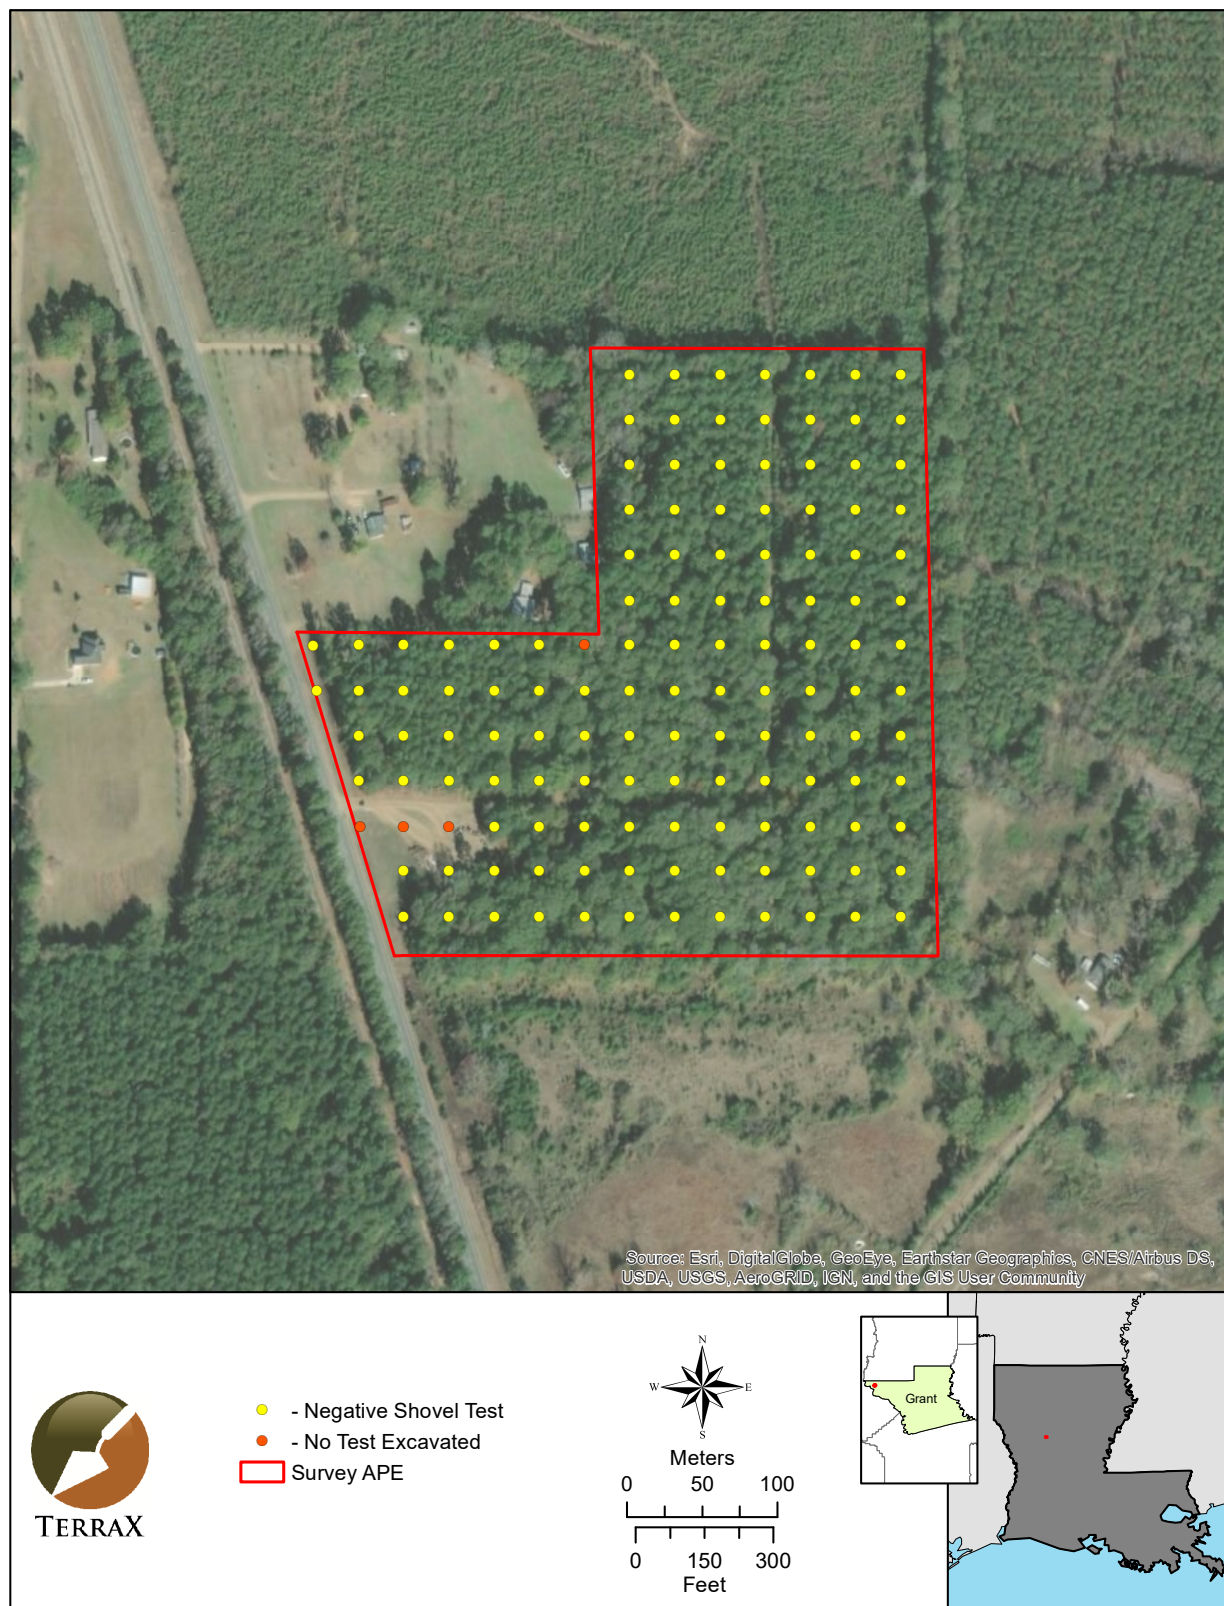 Source: Esri, DigitalGlobe, GeoEye, Earthstar Geographics, CNES/Airbus DS,
USDA, USGS, AeroGRID, IGN, and the GIS User Community
TERRAX
- Negative Shovel Test
- No Test Excavated
Survey APE
N
W
E
S
Meters
0 50 100
0 150 300
Feet
Grant